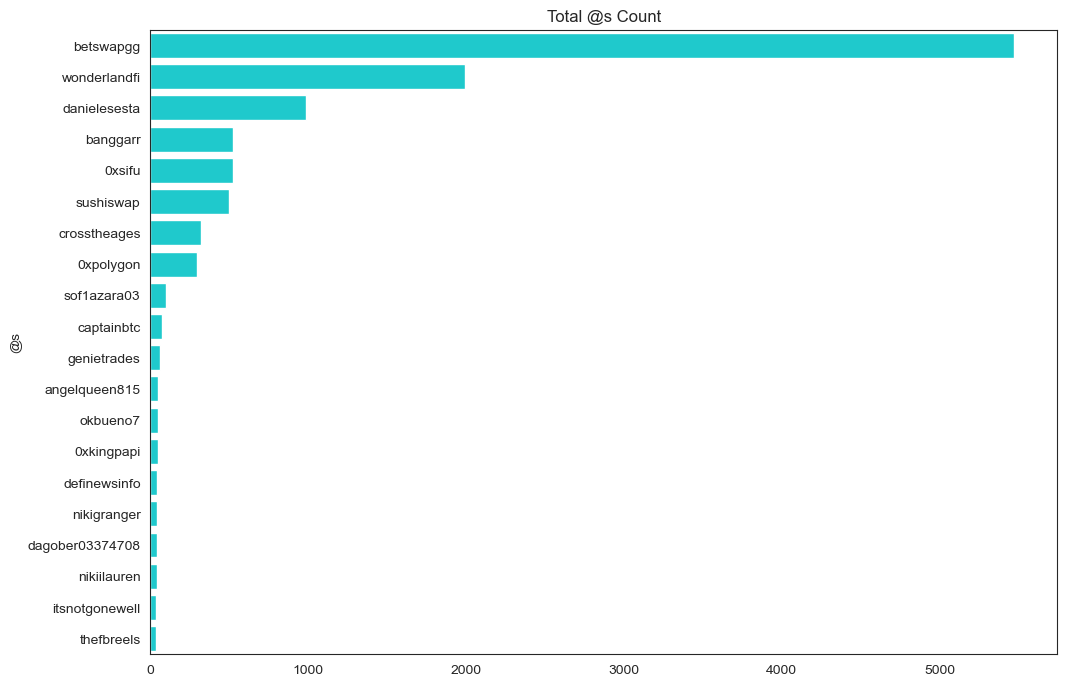 Total @s Count
betswapgg
wonderlandfi
danielesesta
banggarr
0xsifu
sushiswap
crosstheages
0xpolygon
sof1azara03
captainbtc
genietrades
angelqueen815
okbueno7
0xkingpapi
definewsinfo
nikigranger
dagober03374708
nikiilauren
itsnotgonewell
thefbreels
@s
0 1000 2000 3000 4000 5000